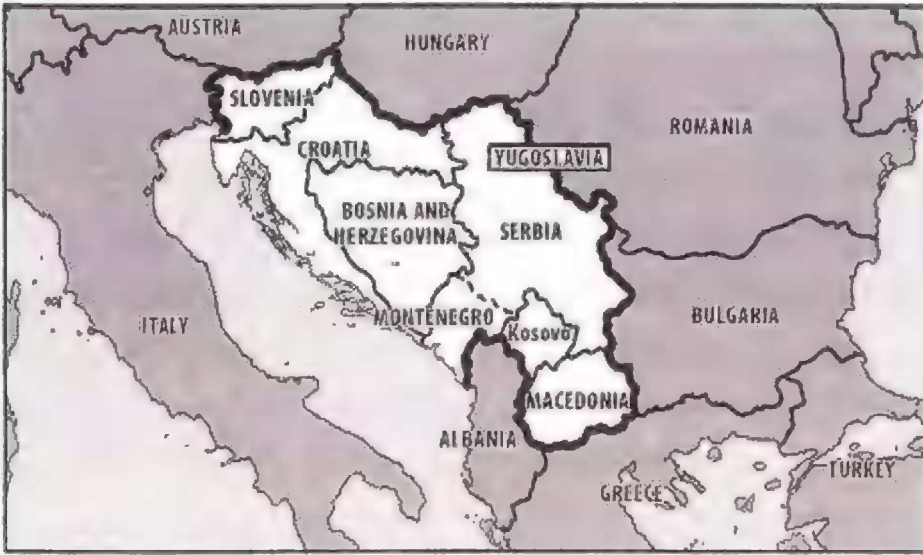 AUSTRIA
HUNGARY
SLOVENIA
ROMANIA
CROATIA
YUGOSLAVIA
BOSNIA AND
HERZEGOVINA
SERBIA
ITALY
MONTENEGRO
Kosovo
BULGARIA
MACEDONIA
ALBANIA
TURKEY
GREECE